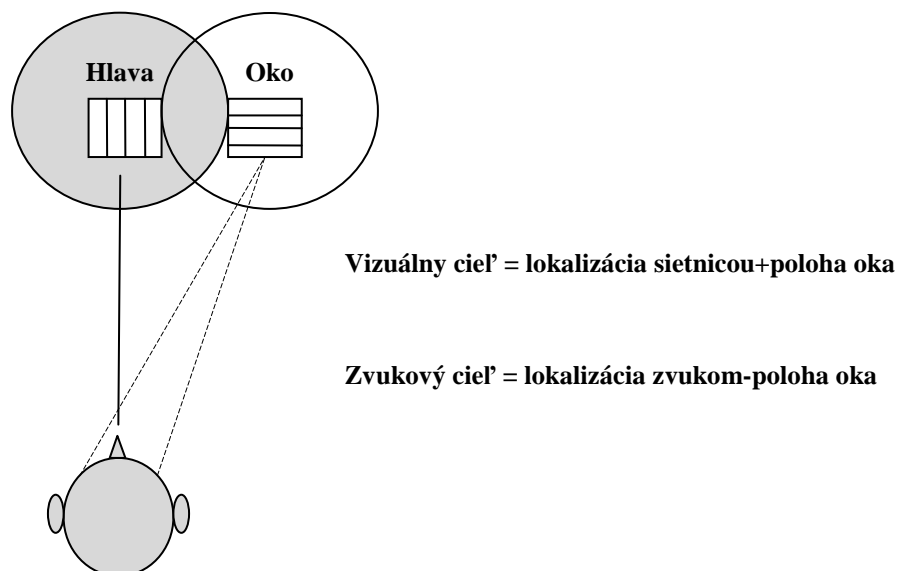 Hlava
Oko
Vizuálny cieľ = lokalizácia sietnicou+poloha oka
Zvukový cieľ = lokalizácia zvukom-poloha oka